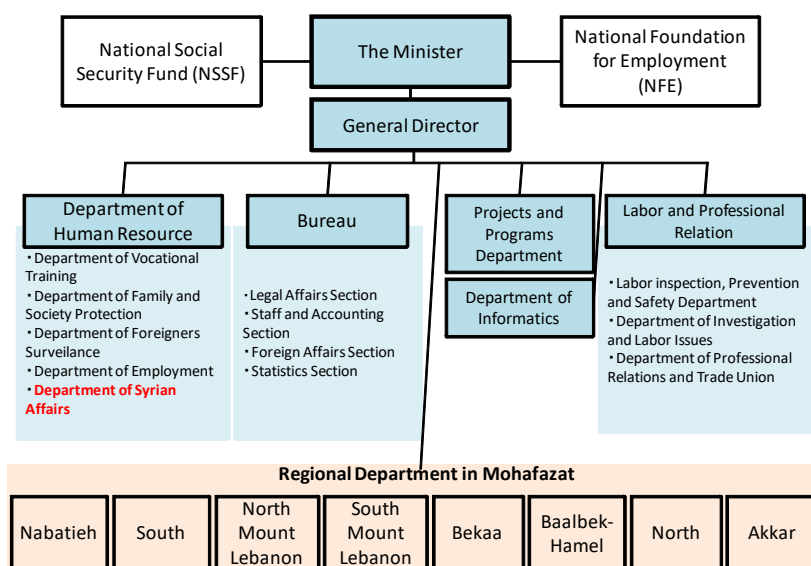 National Social
Security Fund (NSSF)
The Minister
National Foundation
for Employment
(NFE)
General Director
Department of
Human Resource
・Department of Vocational
Training
・Department of Family and
Society Protection
・Department of Foreigners
Surveilance
・Department of Employment
・Department of Syrian
Affairs
Bureau
・Legal Affairs Section
・Staff and Accounting
Section
・Foreign Affairs Section
・Statistics Section
Projects and
Programs
Department
Department of
Informatics
Labor and Professional
Relation
・Labor inspection, Prevention
and Safety Department
・Department of Investigation
and Labor Issues
・Department of Professional
Relations and Trade Union
Regional Department in Mohafazat
Nabatieh
South
North
Mount
Lebanon
South
Mount
Lebanon
Bekaa
Baalbek-
Hamel
North
Akkar